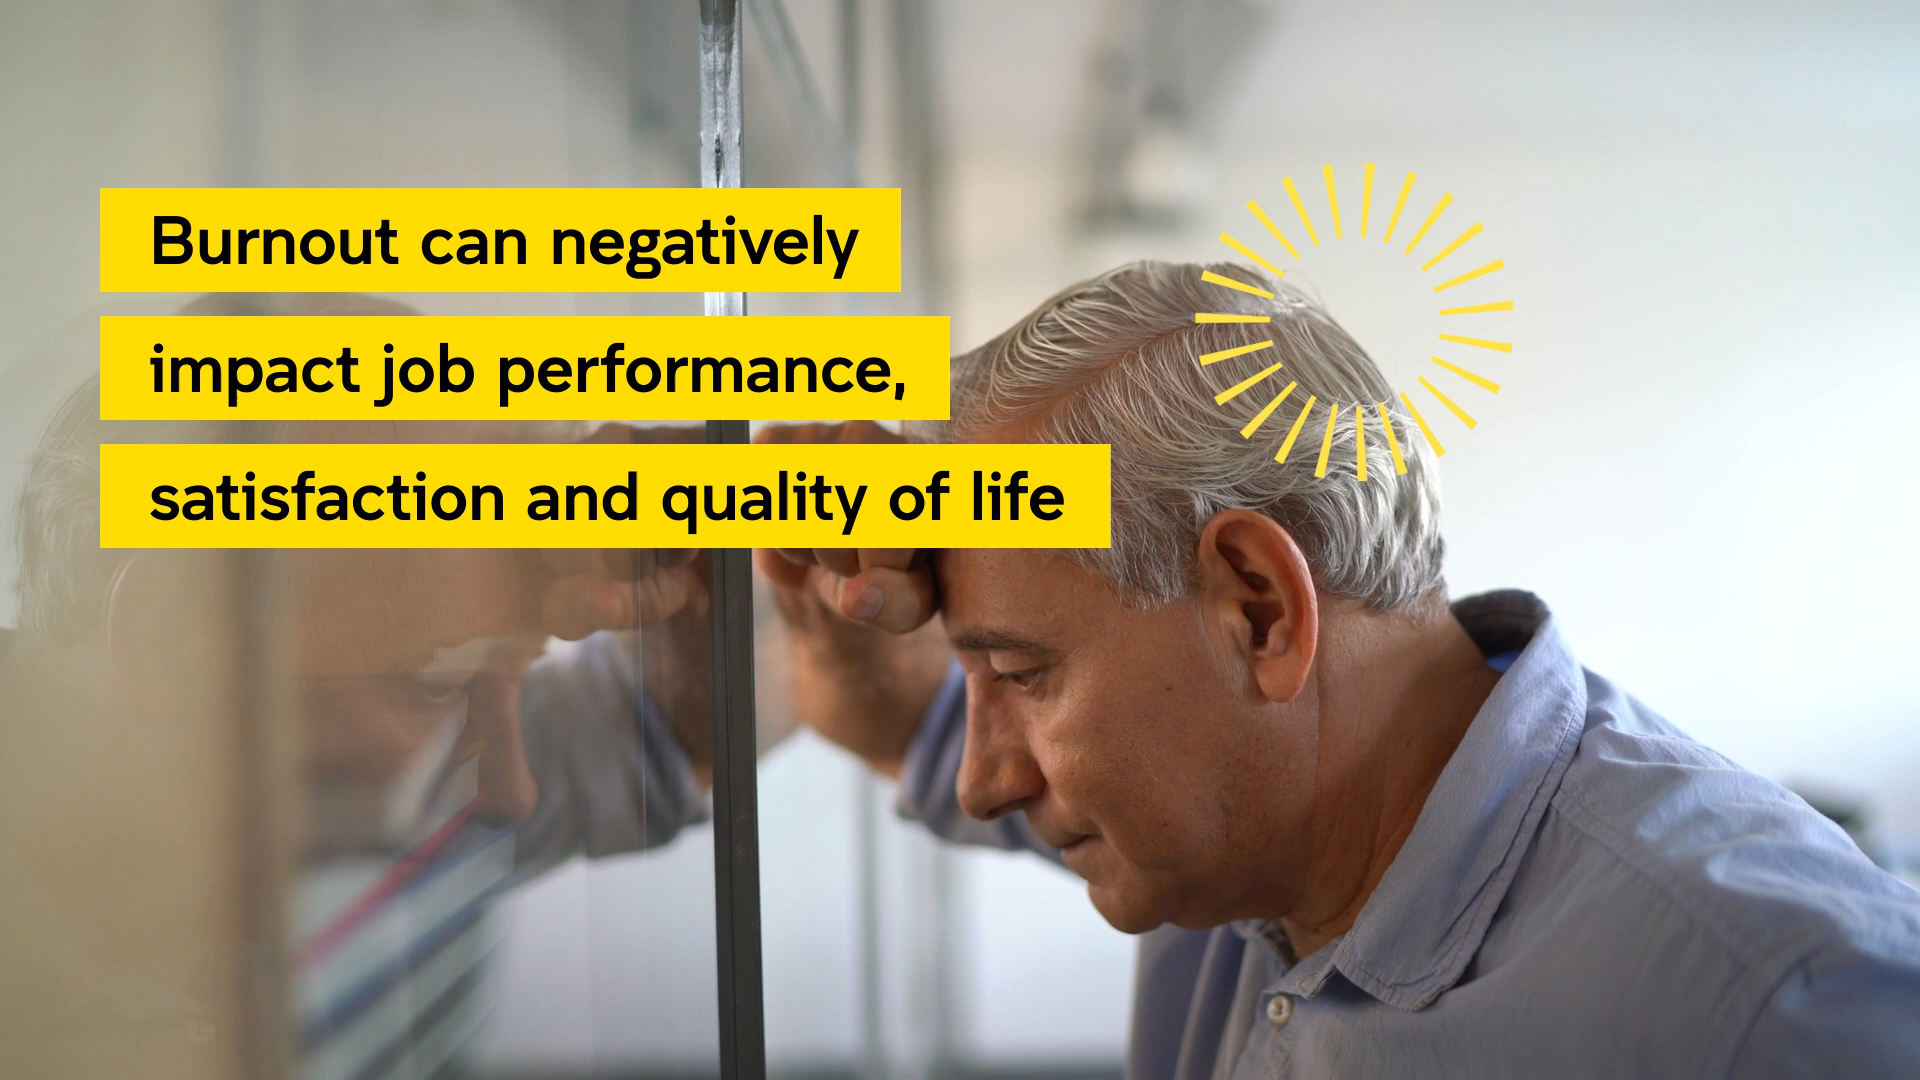 Burnout can negatively
impact job performance,
satisfaction and quality of life